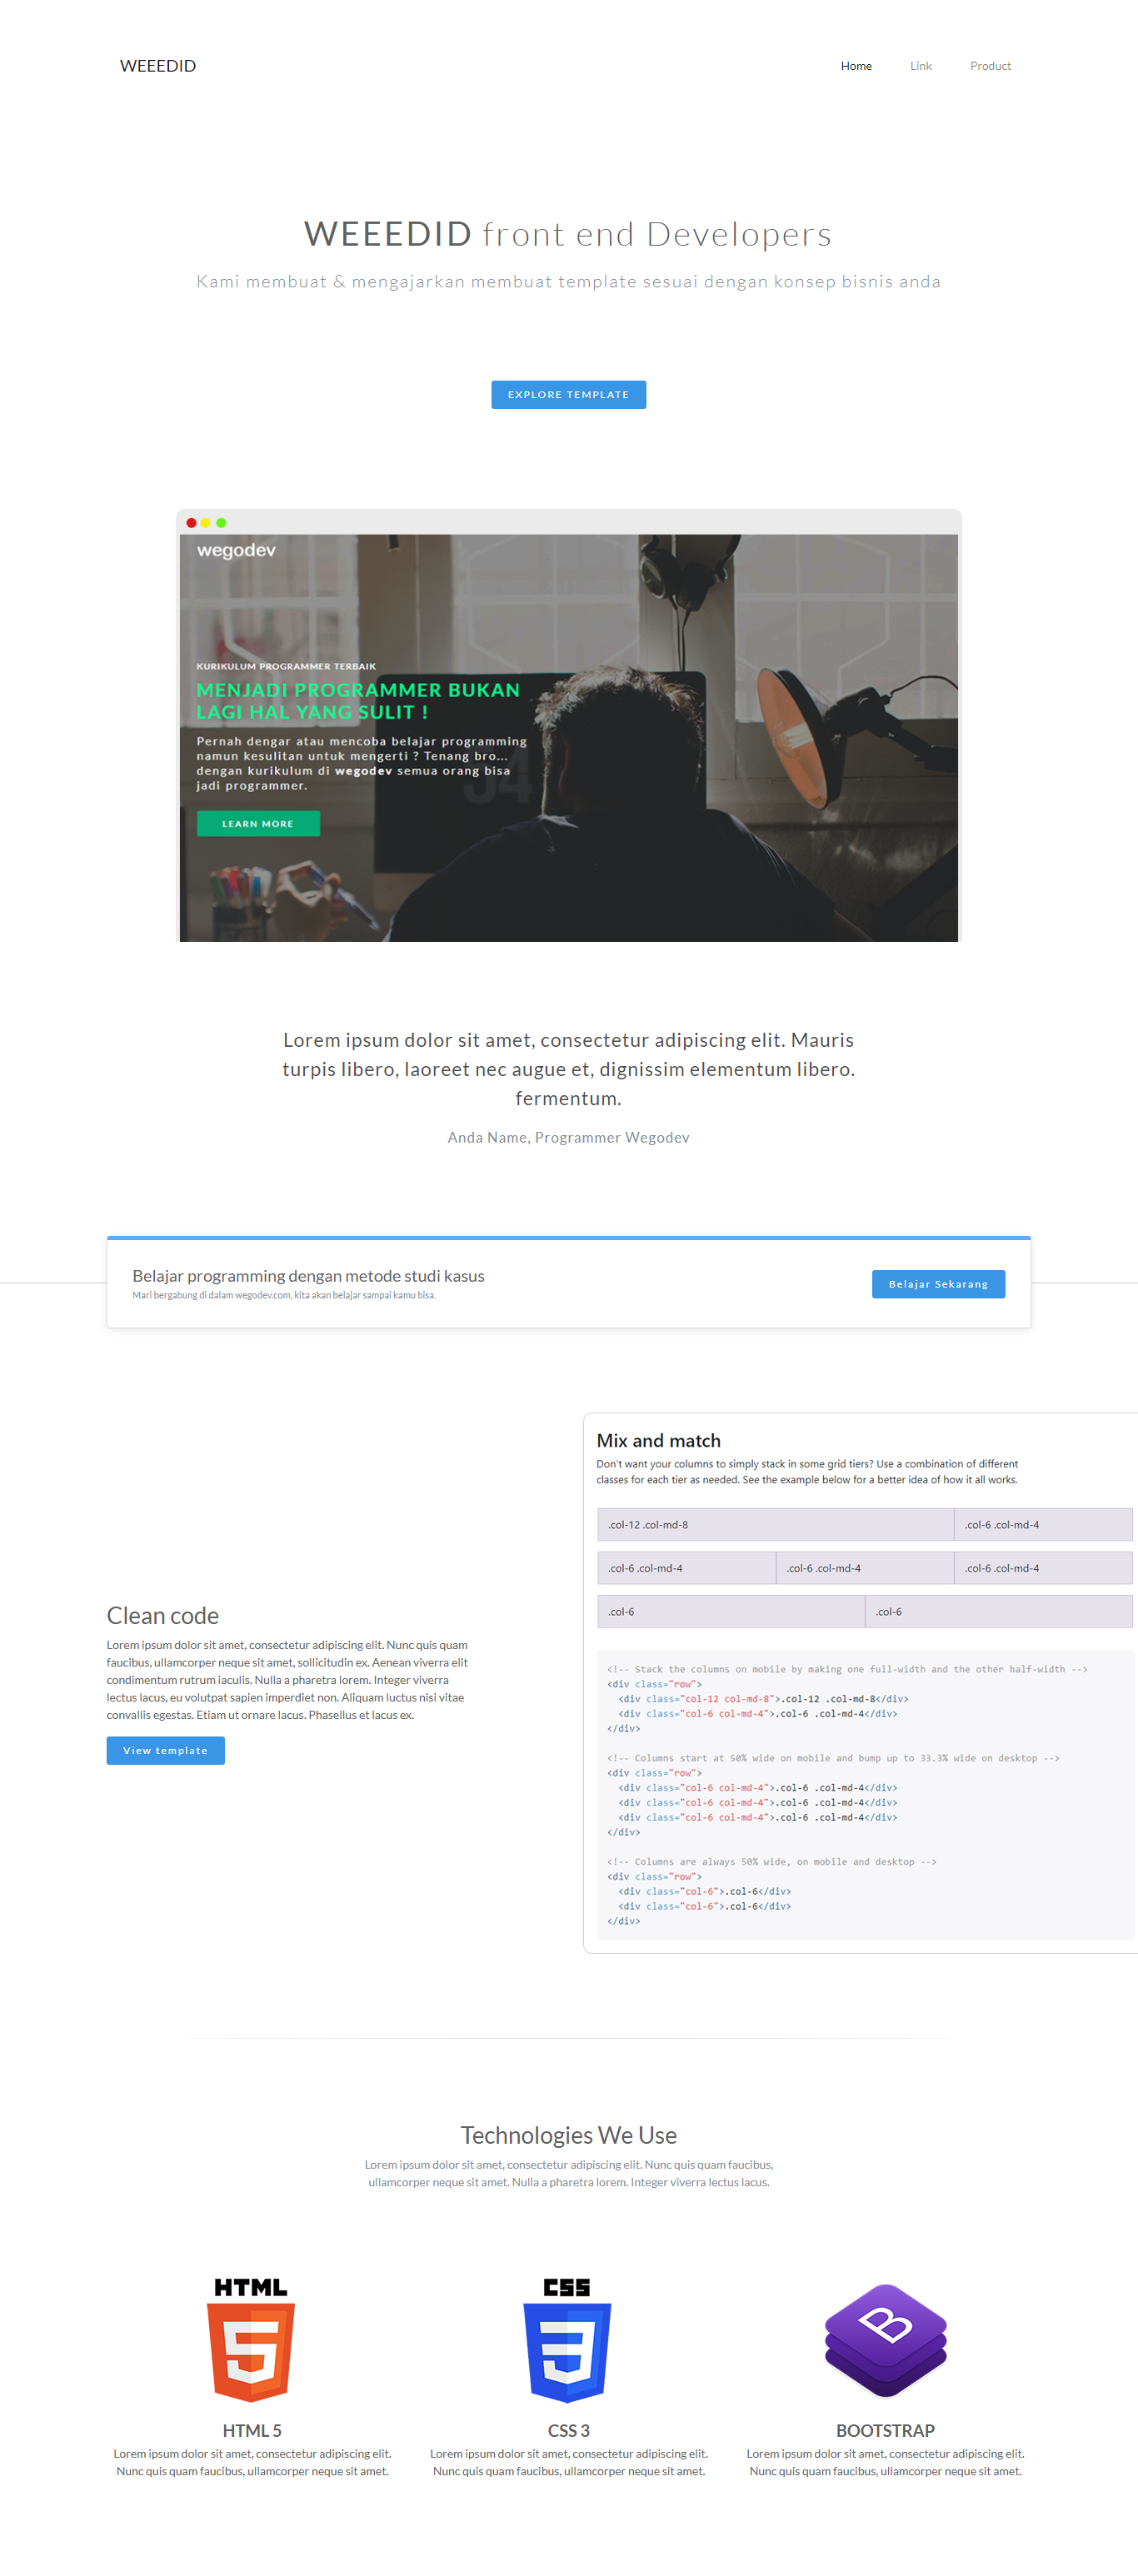 WEEEDID
Home
Link
Product
WEEEDID front end Developers
Kami membuat & mengajarkan membuat template sesuai dengan konsep bisnis anda
EXPLORE TEMPLATE
wegodev
KURIKULUM PROGRAMMER TERBAIK
MENJADI PROGRAMMER BUKAN
LAGI HAL YANG SULIT !
Pernah dengar atau mencoba belajar programming
namun kesulitan untuk mengerti ? Tenang bro...
dengan kurikulum di wegodev semua orang bisa
jadi programmer.
LEARN MORE
Lorem ipsum dolor sit amet, consectetur adipiscing elit. Mauris
turpis libero, laoreet nec augue et, dignissim elementum libero.
fermentum.
Anda Name, Programmer Wegodev
Belajar programming dengan metode studi kasus
Mari bergabung di dalam wegodev.com, kita akan belajar sampai kamu bisa.
Belajar Sekarang
Clean code
Lorem ipsum dolor sit amet, consectetur adipiscing elit. Nunc quis quam
faucibus, ullamcorper neque sit amet, sollicitudin ex. Aenean viverra elit
condimentum rutrum iaculis. Nulla a pharetra lorem. Integer viverra
lectus lacus, eu volutpat sapien imperdiet non. Aliquam luctus nisi vitae
convallis egestas. Etiam ut ornare lacus. Phasellus et lacus ex.
View template
Mix and match
Don't want your columns to simply stack in some grid tiers? Use a combination of different
classes for each tier as needed. See the example below for a better idea of how it all works.
.col-12 .col-md-8
.col-6 .col-md-4
.col-6 .col-md-4
.col-6 .col-md-4
.col-6 .col-md-4
.col-6
.col-6
<!-- Stack the columns on mobile by making one full-width and the other half-width -->
<div class="row">
  <div class="col-12 col-md-8">.col-12 .col-md-8</div>
  <div class="col-6 col-md-4">.col-6 .col-md-4</div>
</div>
<!-- Columns start at 50% wide on mobile and bump up to 33.3% wide on desktop -->
<div class="row">
  <div class="col-6 col-md-4">.col-6 .col-md-4</div>
  <div class="col-6 col-md-4">.col-6 .col-md-4</div>
  <div class="col-6 col-md-4">.col-6 .col-md-4</div>
</div>
<!-- Columns are always 50% wide, on mobile and desktop -->
<div class="row">
  <div class="col-6">.col-6</div>
  <div class="col-6">.col-6</div>
</div>
Technologies We Use
Lorem ipsum dolor sit amet, consectetur adipiscing elit. Nunc quis quam faucibus,
ullamcorper neque sit amet. Nulla a pharetra lorem. Integer viverra lectus lacus.
HTML
5
HTML 5
Lorem ipsum dolor sit amet, consectetur adipiscing elit.
Nunc quis quam faucibus, ullamcorper neque sit amet.
CSS
3
CSS 3
Lorem ipsum dolor sit amet, consectetur adipiscing elit.
Nunc quis quam faucibus, ullamcorper neque sit amet.
B
BOOTSTRAP
Lorem ipsum dolor sit amet, consectetur adipiscing elit.
Nunc quis quam faucibus, ullamcorper neque sit amet.